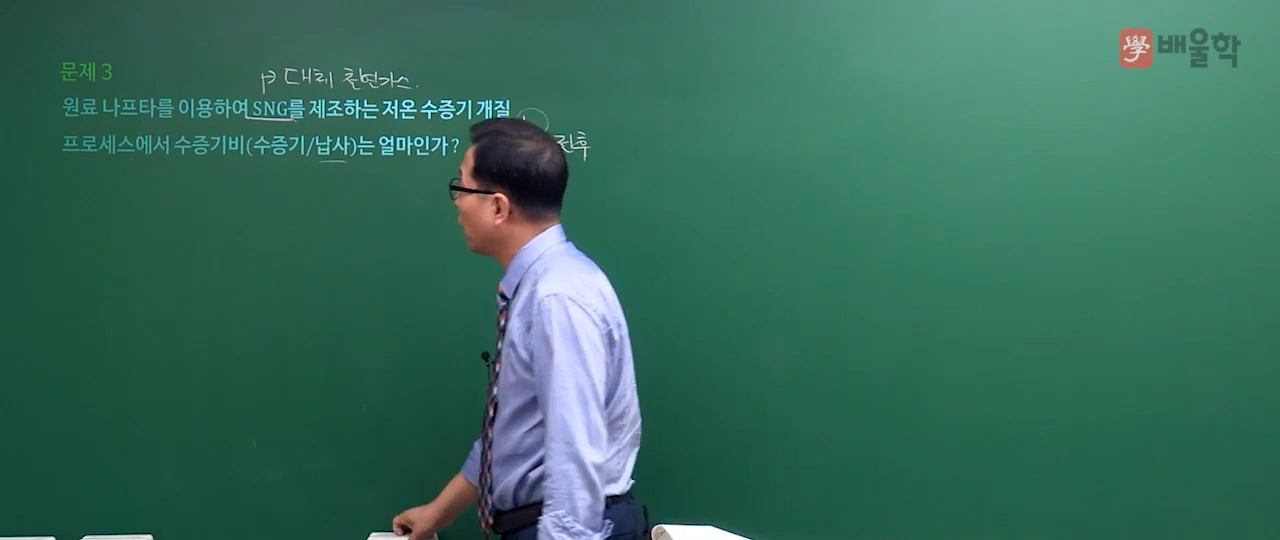 學 배울학
문제 3
대체 천연가스.
원료 나프타를 이용하여 SNG를 제조하는 저온 수증기 개질
프로세스에서 수증기비(수증기/납사)는 얼마인가?
전후